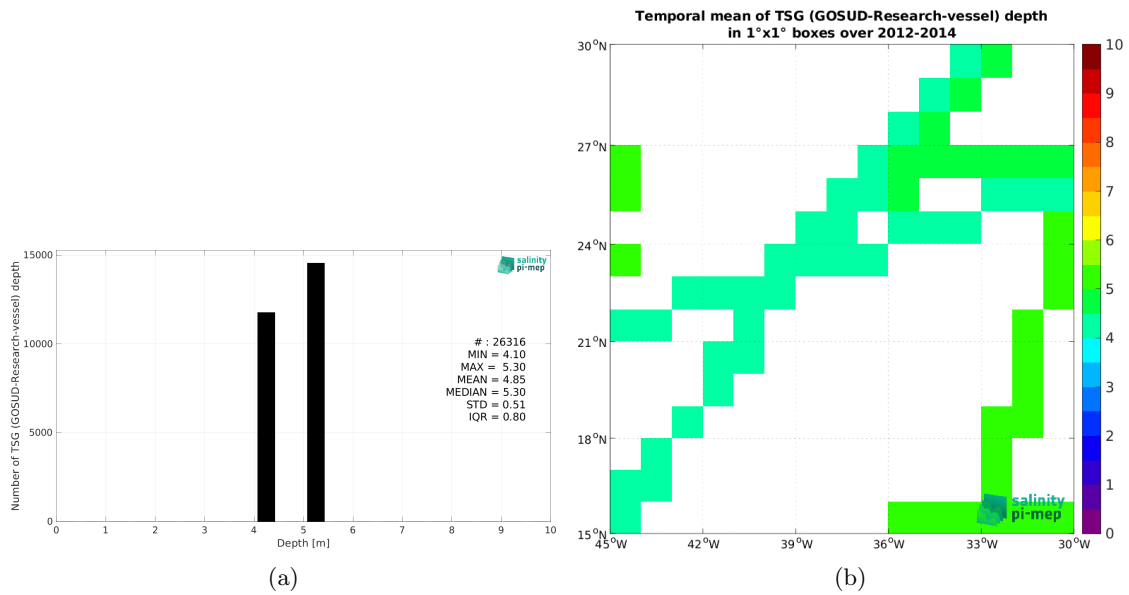 15000
10000
5000
0
Number of TSG (GOSUD-Research-vessel) depth
salinity
pi-mep
# : 26316
MIN = 4.10
MAX = 5.30
MEAN = 4.85
MEDIAN = 5.30
STD = 0.51
IQR = 0.80
0 1 2 3 4 5 6 7 8 9 10
Depth [m]
(a)
Temporal mean of TSG (GOSUD-Research-vessel) depth
in 1°x1° boxes over 2012-2014
30°N
27°N
24°N
21°N
18°N
15°N
45°W 42°W 39°W 36°W 33°W 30°W
salinity
pi-mep
10
9
8
7
6
5
4
3
2
1
0
(b)